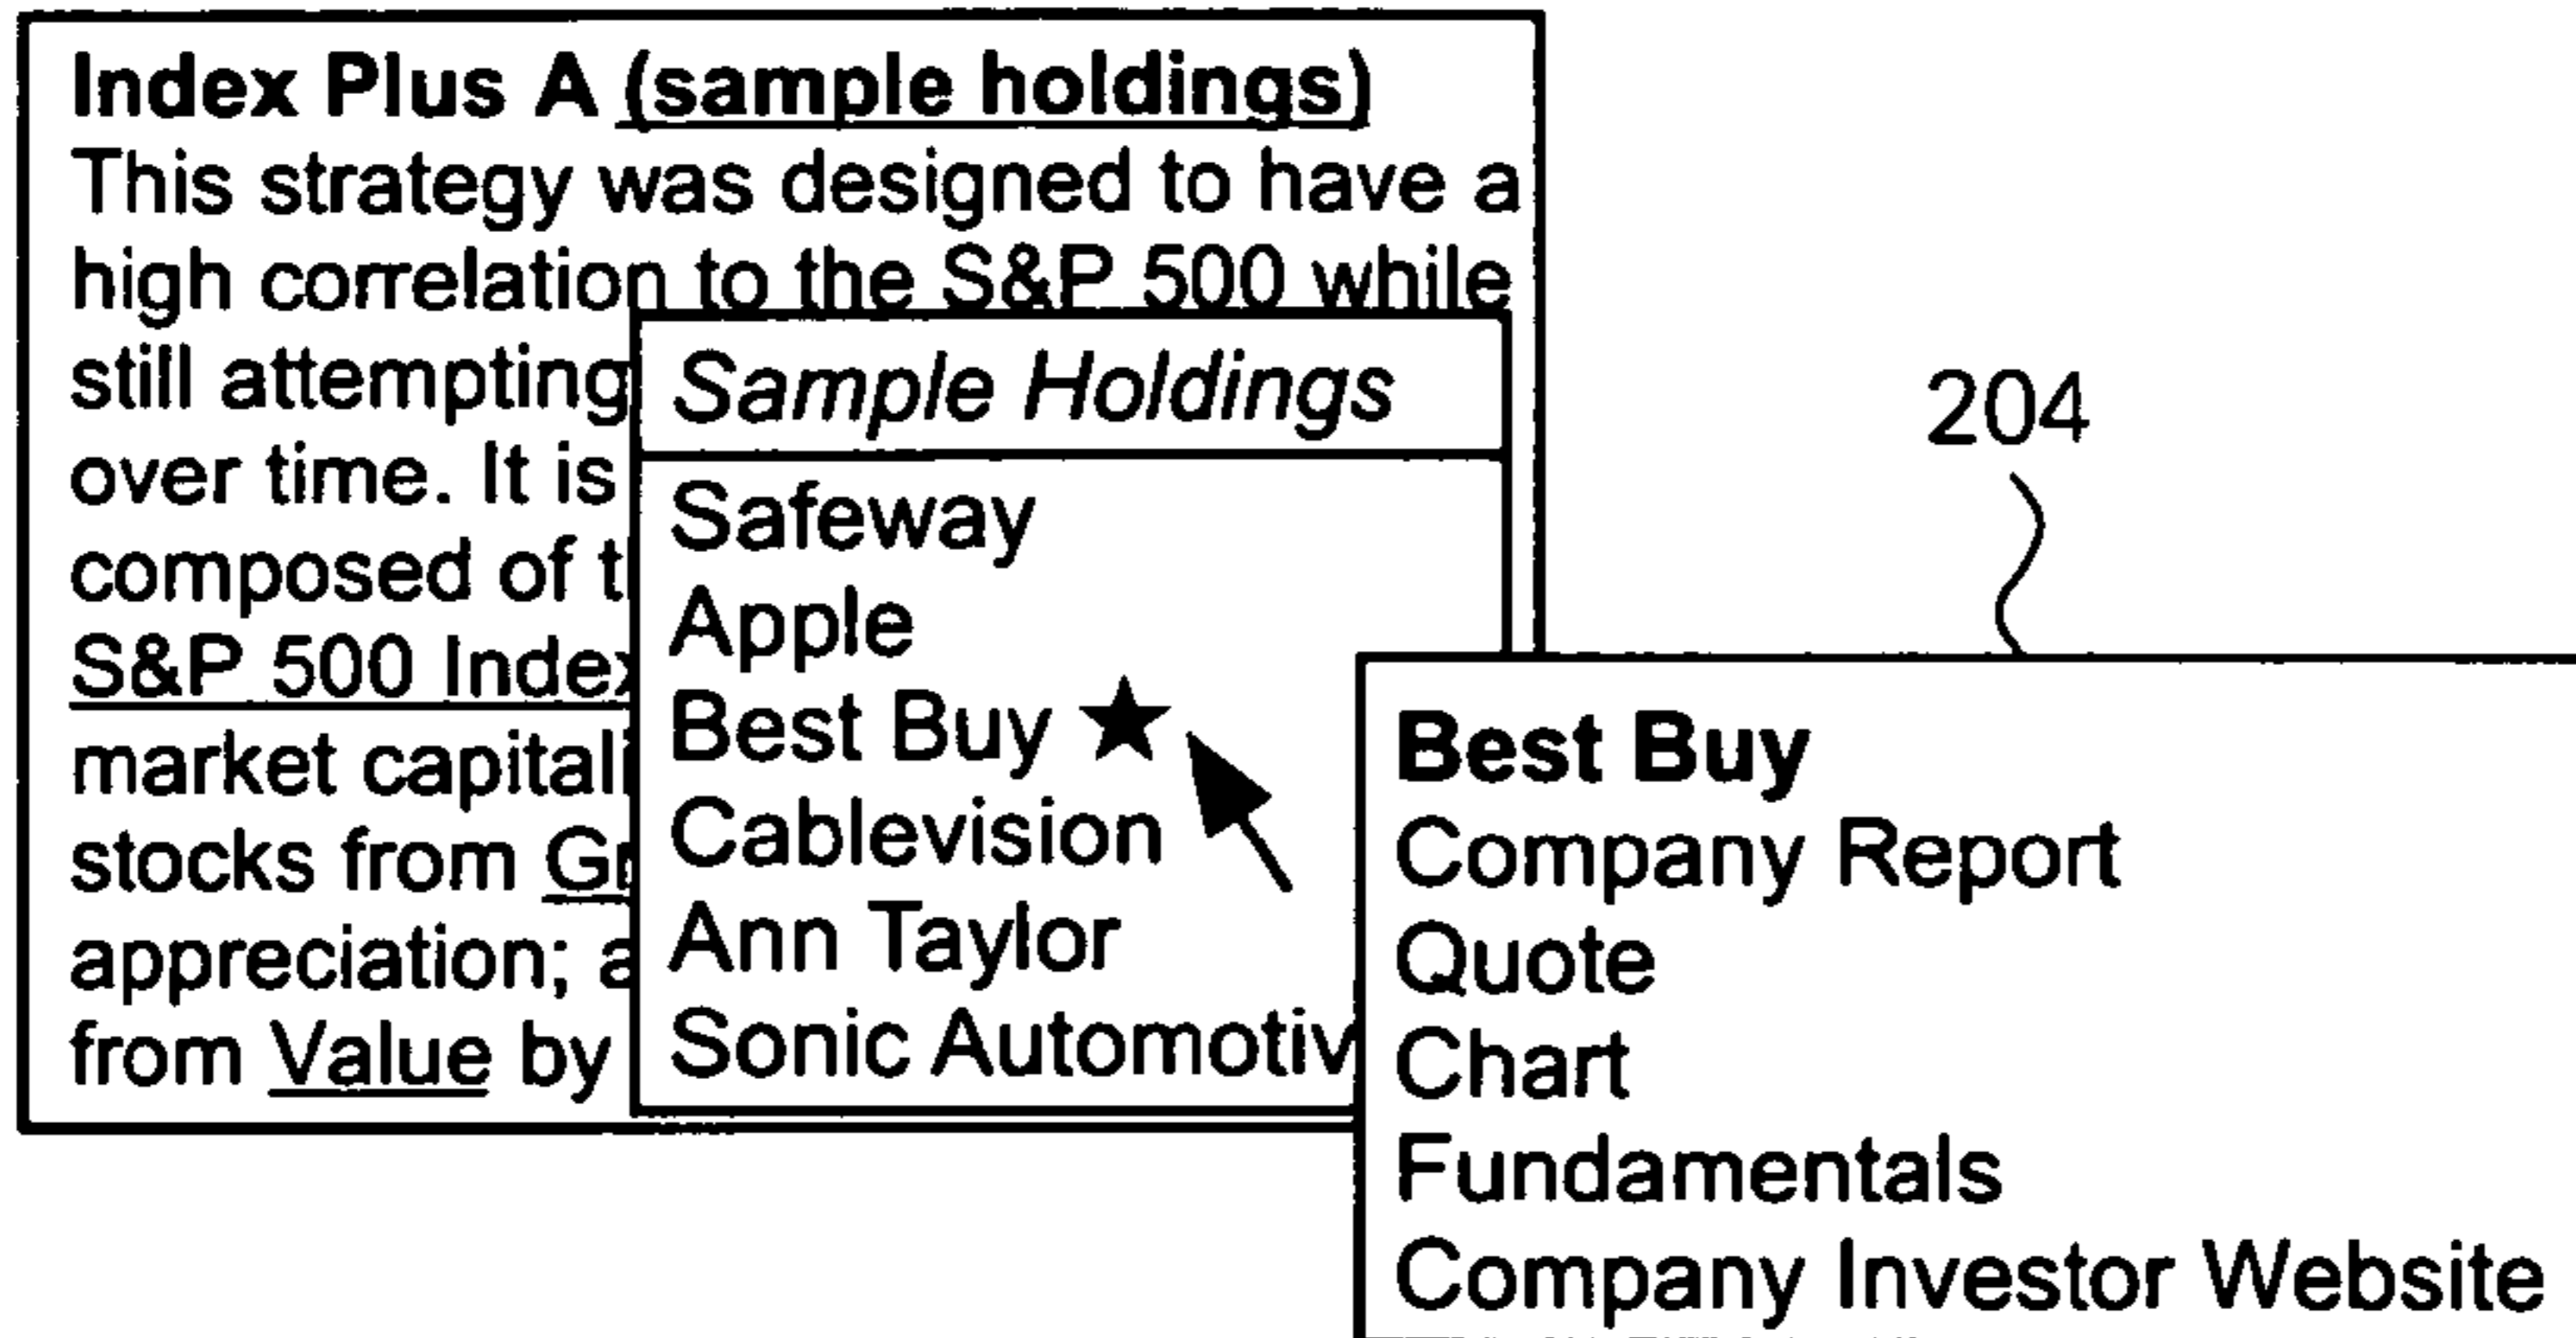 Index Plus A (sample holdings)
This strategy was designed to have a
high correlation to the S&P 500 while
still attempting
over time. It is
composed of
S&P 500 Index
market
stocks from
appreciation;
from Value by
Sample Holdings
Safeway
Apple
Best Buy ★
Cablevision
Ann Taylor
Sonic Automotiv
204
Best Buy
Company Report
Quote
Chart
Fundamentals
Company Investor Website